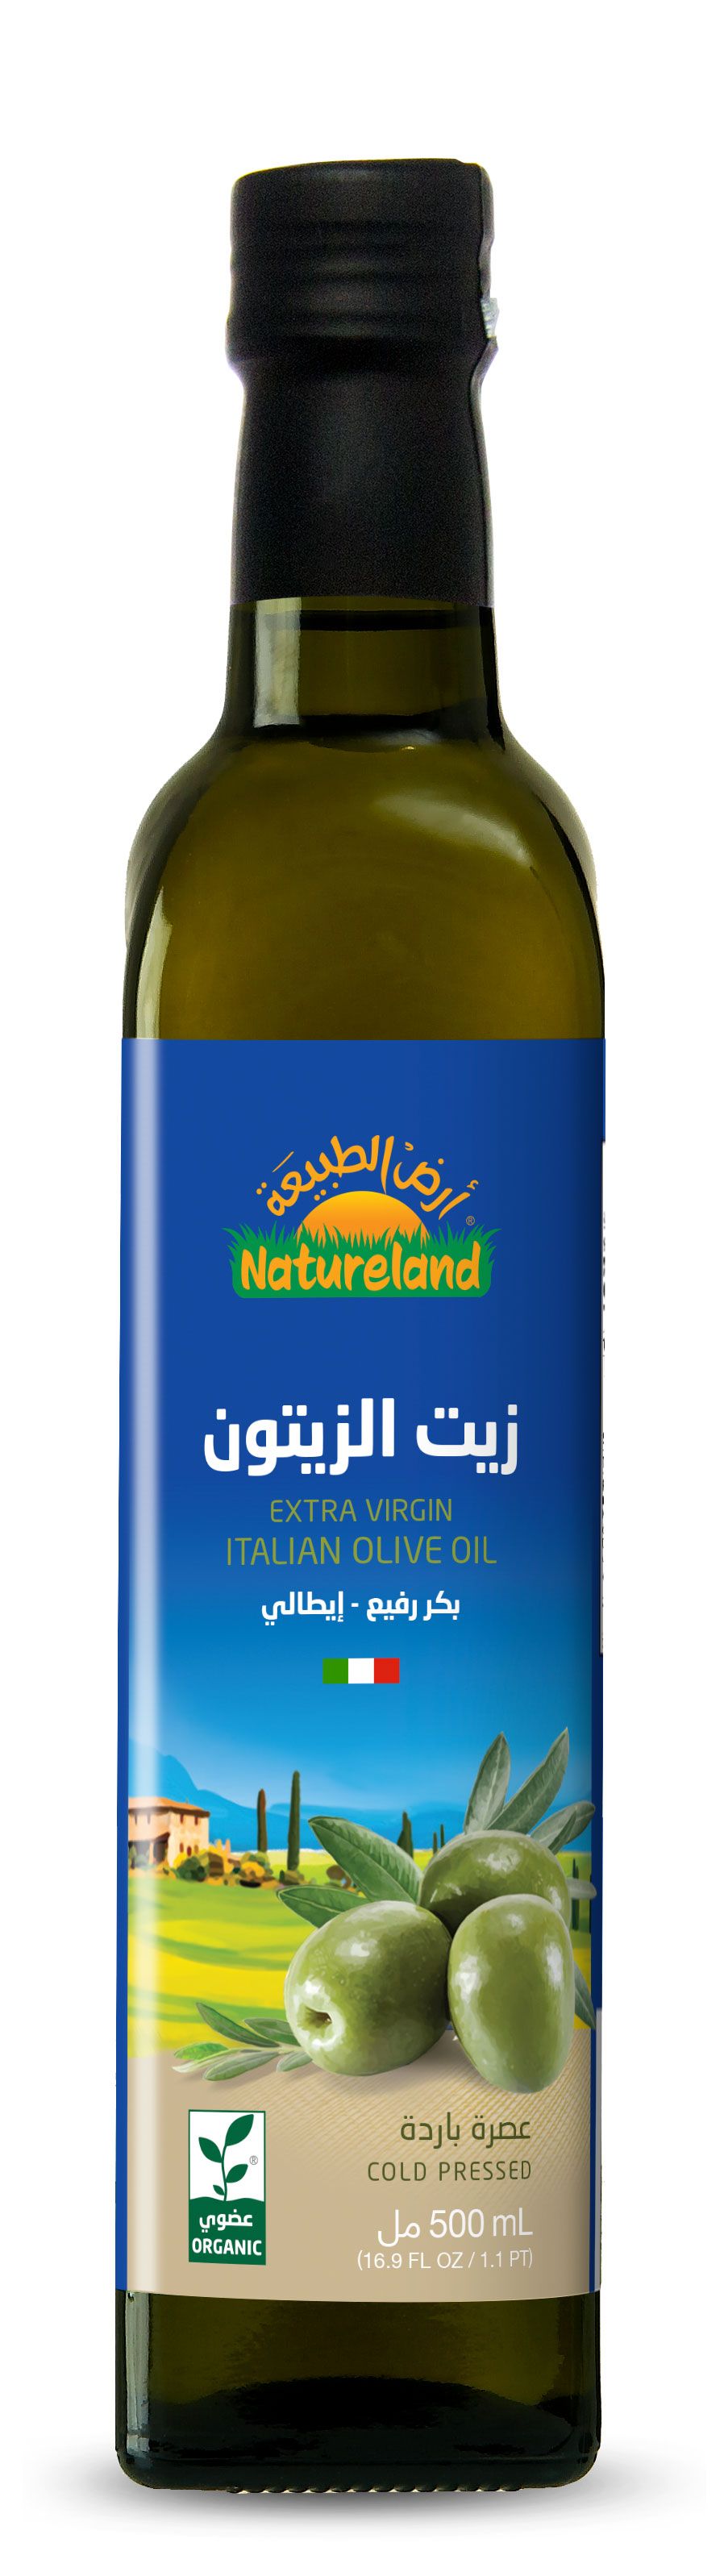 أرض الطبيعة ®
Natureland
زيت الزيتون
EXTRA VIRGIN
ITALIAN OLIVE OIL
بكر رفيع - إيطالي
عصرة باردة
COLD PRESSED
500 mL مل
(16.9 FL OZ / 1.1 PT)
®
عضوي
ORGANIC